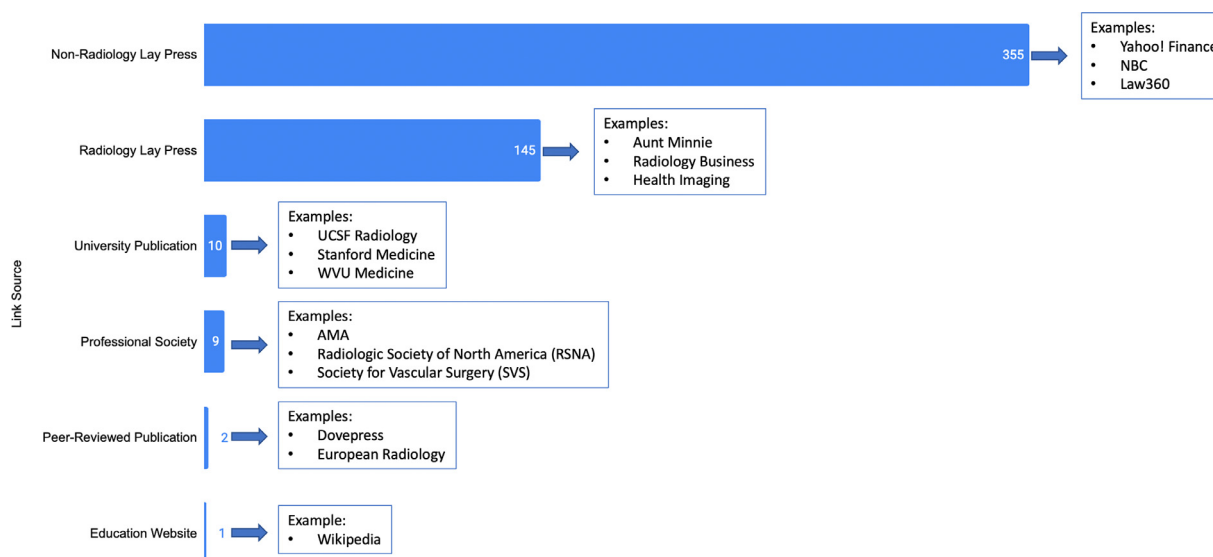 Non-Radiology Lay Press
355
Examples:
• Yahoo! Finance
• NBC
• Law360
Radiology Lay Press
145
Examples:
• Aunt Minnie
• Radiology Business
• Health Imaging
University Publication
10
Examples:
• UCSF Radiology
• Stanford Medicine
• WVU Medicine
Link Source
Professional Society
9
Examples:
• AMA
• Radiologic Society of North America (RSNA)
• Society for Vascular Surgery (SVS)
Peer-Reviewed Publication
2
Examples:
• Dovepress
• European Radiology
Education Website
1
Example:
• Wikipedia